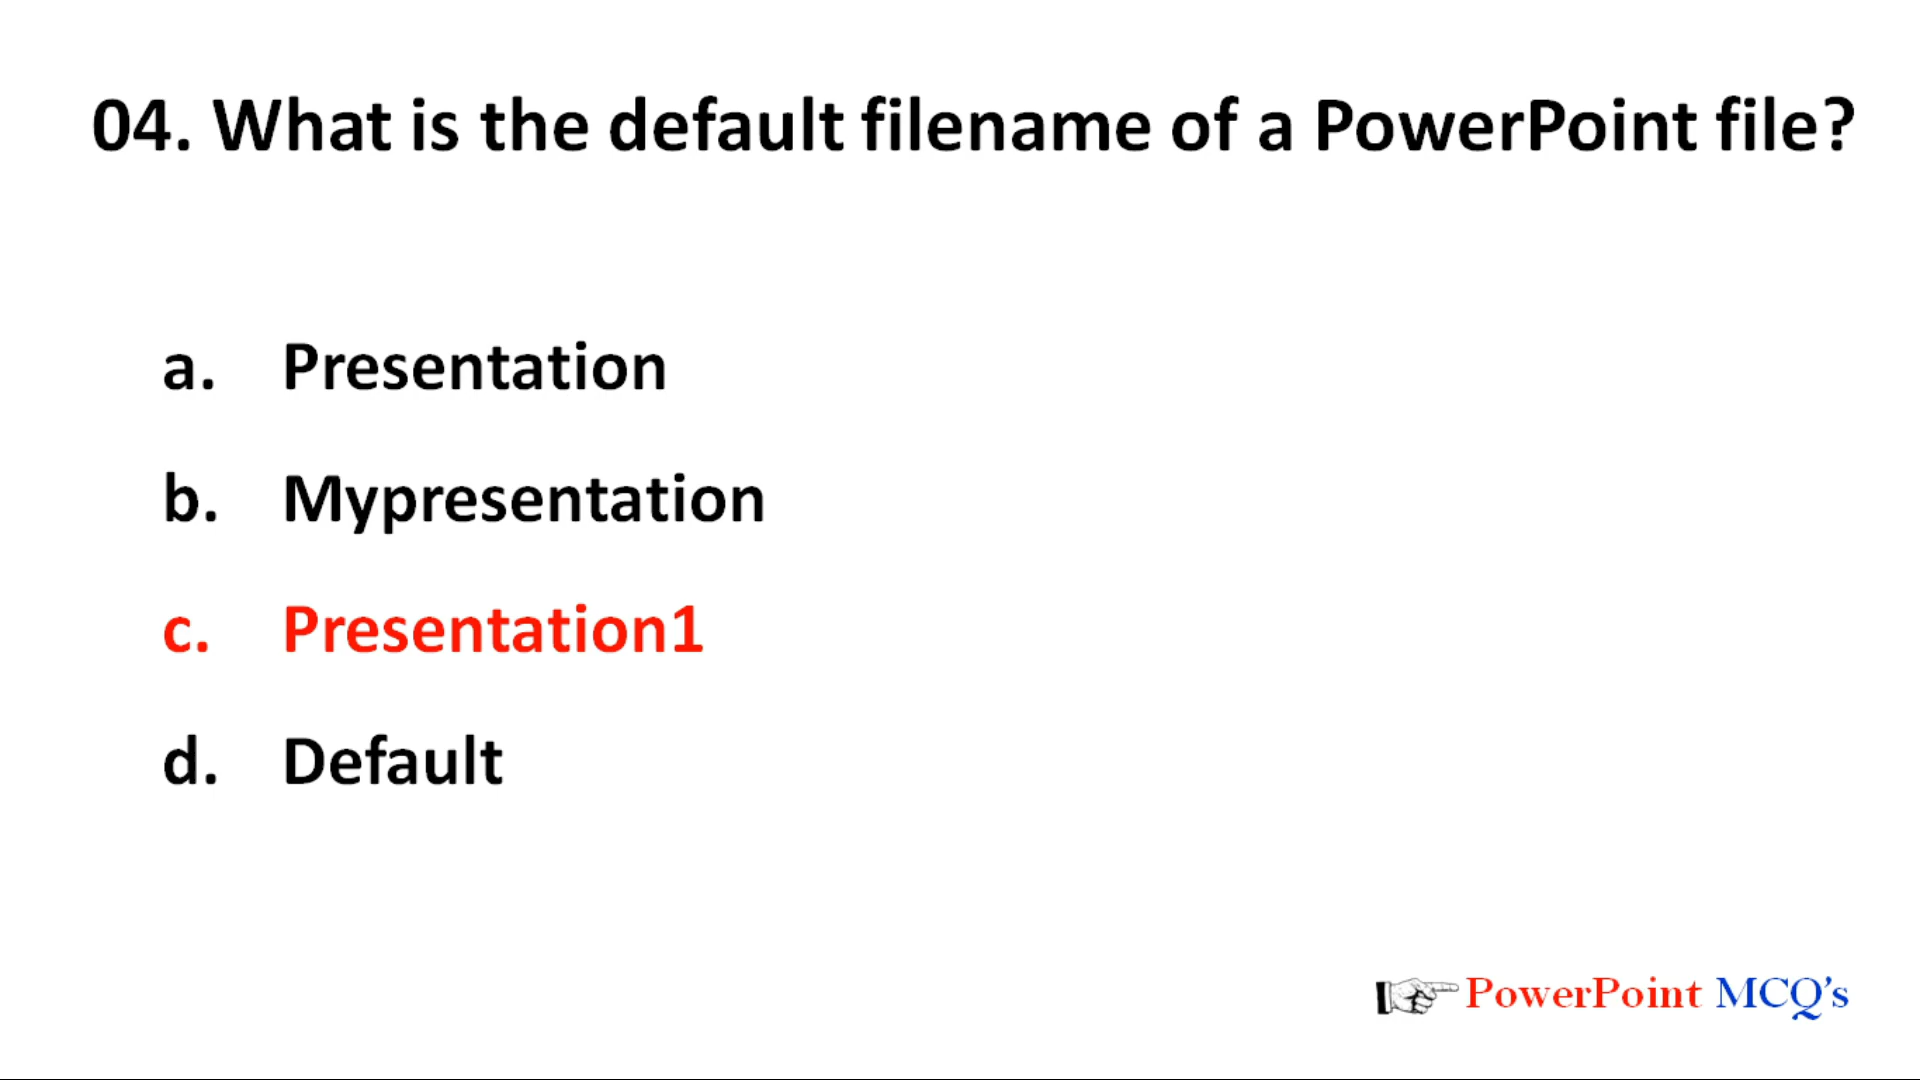 04. What is the default filename of a PowerPoint file?
a. Presentation
b. Mypresentation
c. Presentation1
d. Default
PowerPoint MCQ's